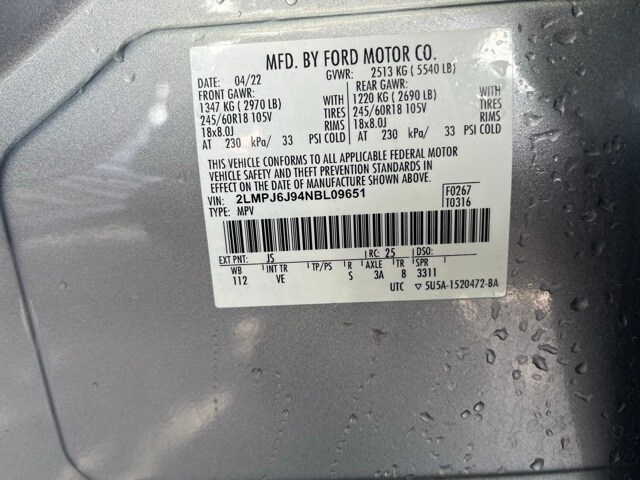 MFD. BY FORD MOTOR CO.
DATE: 04/22 GVWR: 2513 KG ( 5540 LB)
FRONT GAWR: REAR GAWR:
1347 KG ( 2970 LB) WITH 1220 KG ( 2690 LB) WITH
245/60R18 105V TIRES 245/60R18 105V TIRES
18x8.0J RIMS 18x8.0J RIMS
AT 230 kPa/ 33 PSI COLD AT 230 kPa/ 33 PSI COLD
THIS VEHICLE CONFORMS TO ALL APPLICABLE FEDERAL MOTOR
VEHICLE SAFETY AND THEFT PREVENTION STANDARDS IN
EFFECT ON THE DATE OF MANUFACTURE SHOWN ABOVE.
VIN: 2LMPJ6J94NBL09651 F0267
TYPE: MPV T0316
EXT PNT: JS RC: 25 DSO:
WB INT TR TP/PS R AXLE TR SPR
112 VE S 3A 8 3311
UTC ▽ 5U5A-1520472-BA